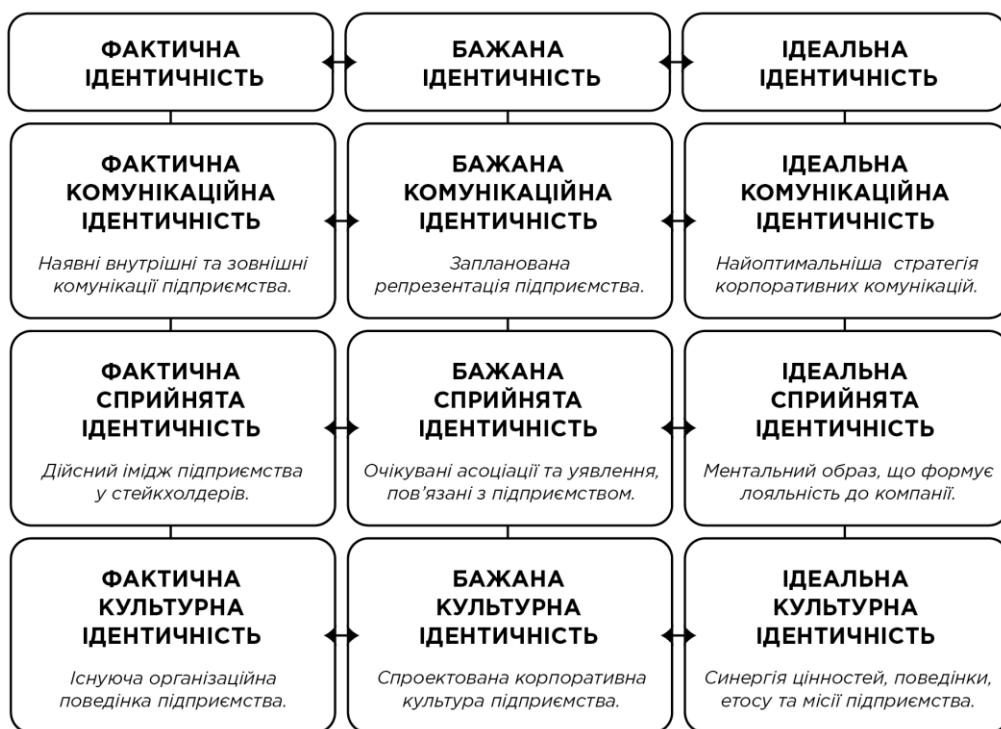 ФАКТИЧНА
ІДЕНТИЧНІСТЬ
БАЖАНА
ІДЕНТИЧНІСТЬ
ІДЕАЛЬНА
ІДЕНТИЧНІСТЬ
ФАКТИЧНА
КОМУНІКАЦІЙНА
ІДЕНТИЧНІСТЬ
Наявні внутрішні та зовнішні
комунікації підприємства.
БАЖАНА
КОМУНІКАЦІЙНА
ІДЕНТИЧНІСТЬ
Запланована
репрезентація підприємства.
ІДЕАЛЬНА
КОМУНІКАЦІЙНА
ІДЕНТИЧНІСТЬ
Найоптимальніша стратегія
корпоративних комунікацій.
ФАКТИЧНА
СПРИЙНЯТА
ІДЕНТИЧНІСТЬ
Дійсний імідж підприємства
у стейкхолдерів.
БАЖАНА
СПРИЙНЯТА
ІДЕНТИЧНІСТЬ
Очікувані асоціації та уявлення,
пов’язані з підприємством.
ІДЕАЛЬНА
СПРИЙНЯТА
ІДЕНТИЧНІСТЬ
Ментальний образ, що формує
лояльність до компанії.
ФАКТИЧНА
КУЛЬТУРНА
ІДЕНТИЧНІСТЬ
Існуюча організаційна
поведінка підприємства.
БАЖАНА
КУЛЬТУРНА
ІДЕНТИЧНІСТЬ
Спроектована корпоративна
культура підприємства.
ІДЕАЛЬНА
КУЛЬТУРНА
ІДЕНТИЧНІСТЬ
Синергія цінностей, поведінки,
етосу та місії підприємства.